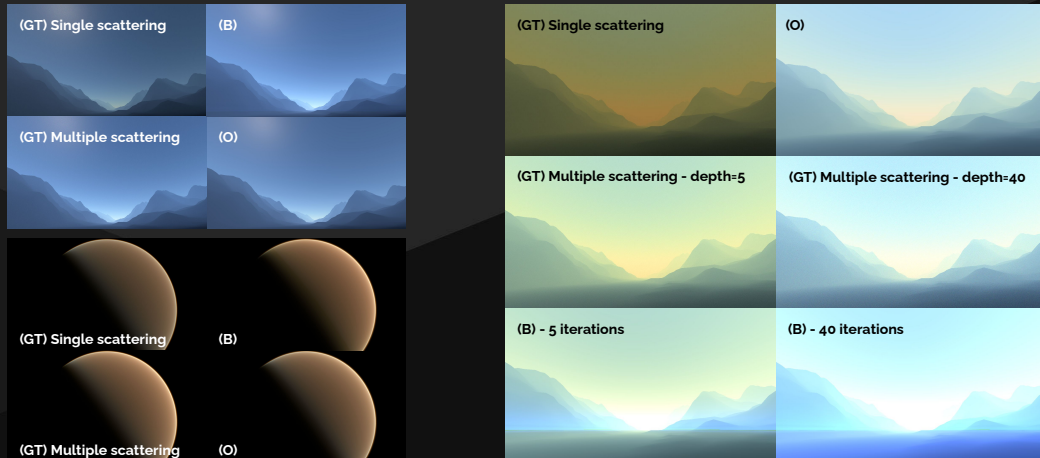 (GT) Single scattering
(B)
(GT) Multiple scattering
(O)
(GT) Single scattering
(B)
(GT) Multiple scattering
(O)
(GT) Single scattering
(O)
(GT) Multiple scattering - depth=5
(GT) Multiple scattering - depth=40
(B) - 5 iterations
(B) - 40 iterations